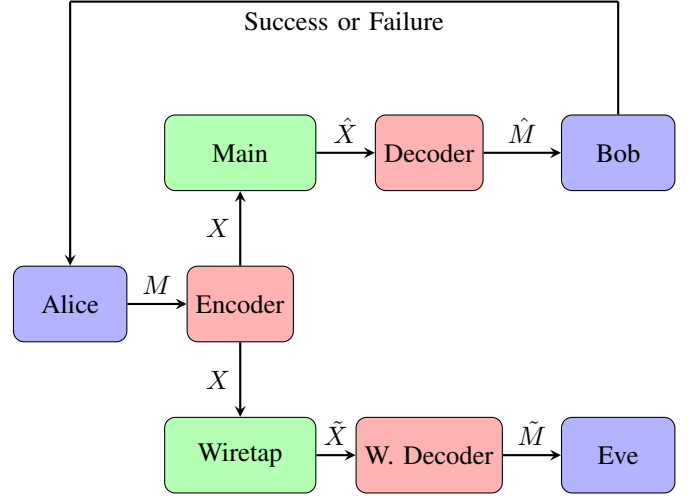 Success or Failure
Main
X̂
Decoder
M̂
Bob
X
Alice
M
Encoder
X
Wiretap
X̃
W. Decoder
M̃
Eve